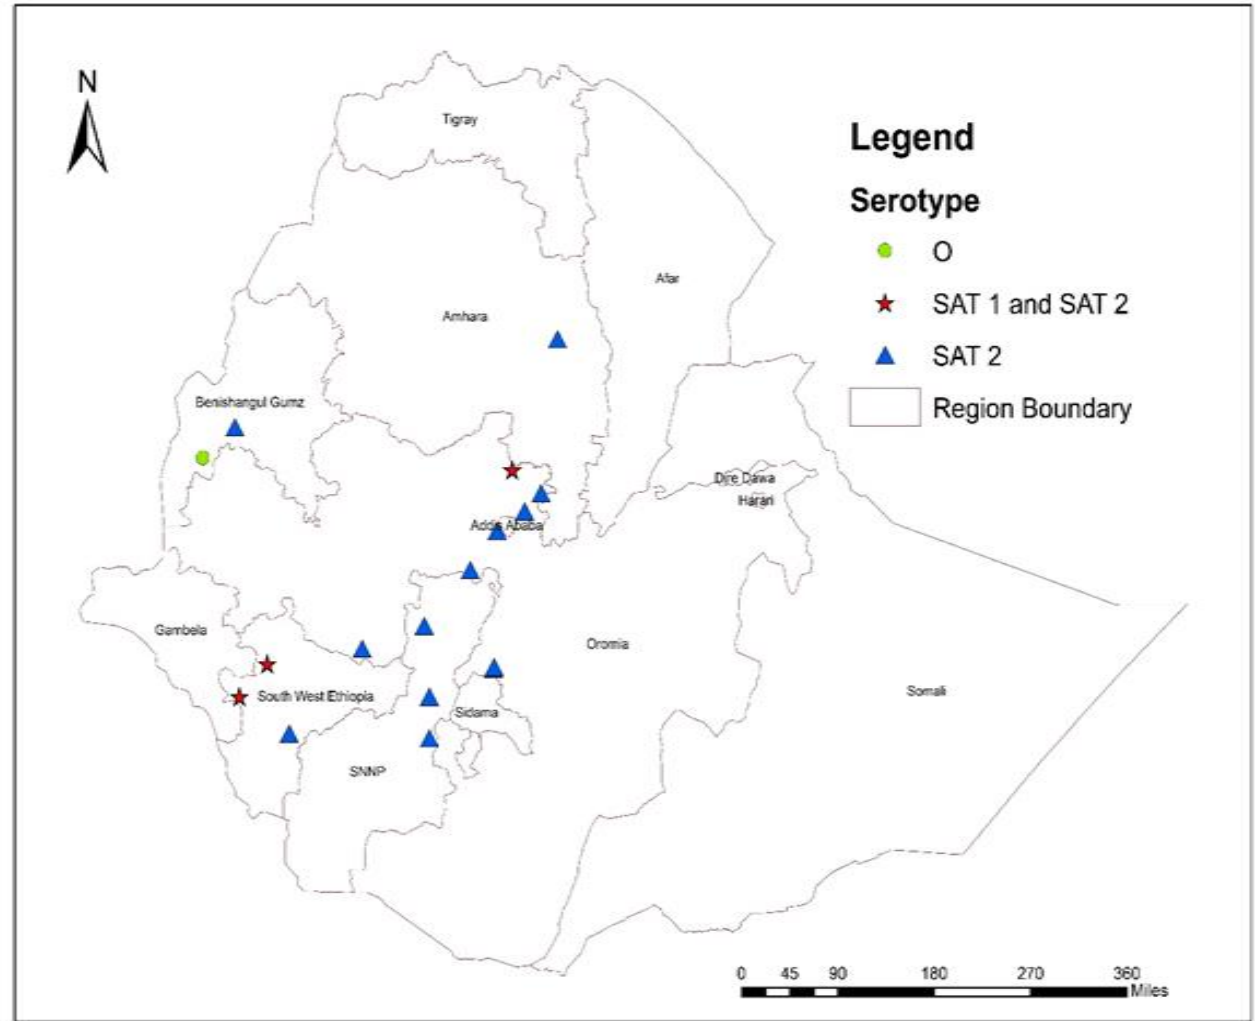 N
Tigray
Legend
Serotype
O
SAT 1 and SAT 2
SAT 2
Region Boundary
Afar
Amhara
Benishangul Gumz
Dire Dawa
Harari
Addis Ababa
Gambela
Oromia
South West Ethiopia
Somali
Sidama
SNNP
0 45 90 180 270 360
Miles